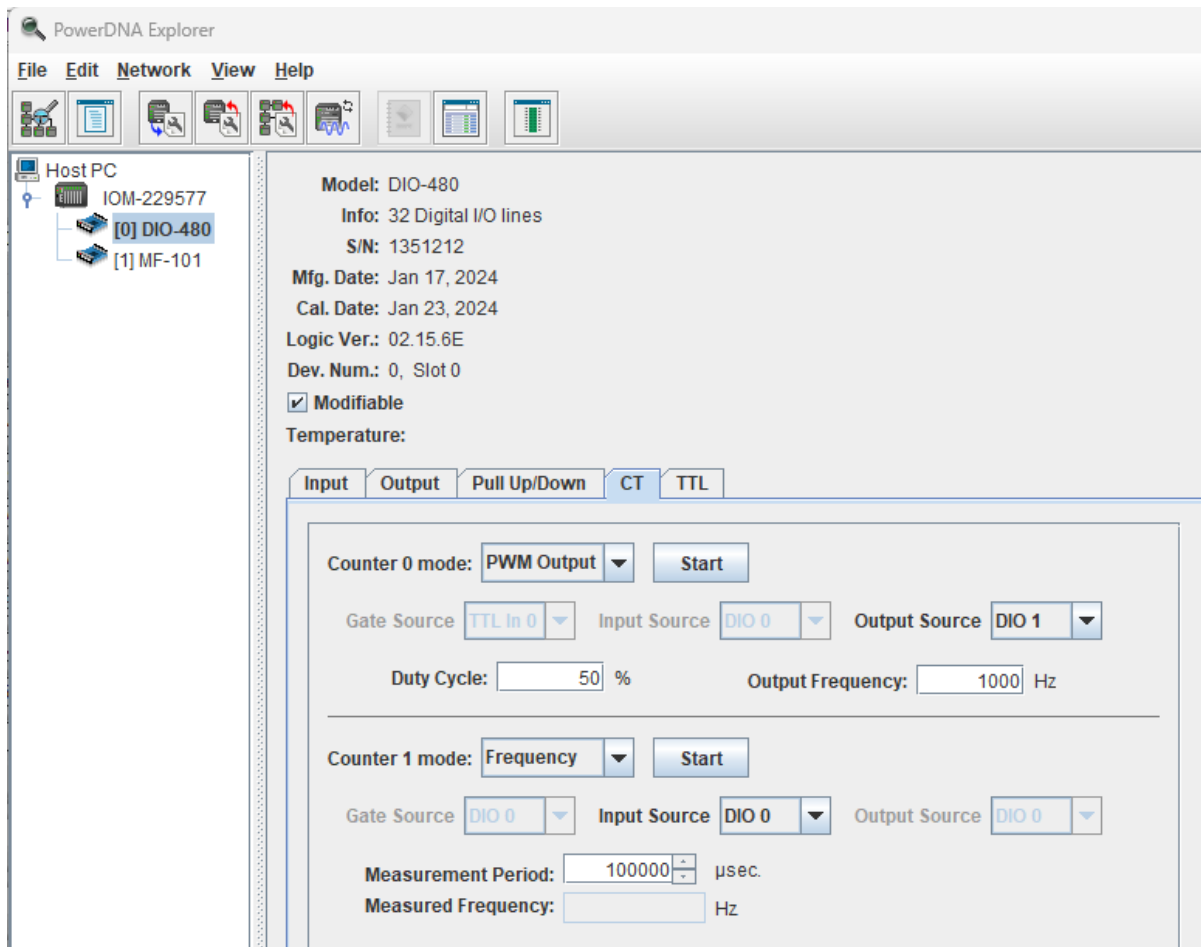 PowerDNA Explorer
File Edit Network View Help
Host PC
IOM-229577
[0] DIO-480
[1] MF-101
Model: DIO-480
Info: 32 Digital I/O lines
S/N: 1351212
Mfg. Date: Jan 17, 2024
Cal. Date: Jan 23, 2024
Logic Ver.: 02.15.6E
Dev. Num.: 0, Slot 0
Modifiable
Temperature:
Input Output Pull Up/Down CT TTL
Counter 0 mode: PWM Output Start
Gate Source TTL In 0 Input Source DIO 0 Output Source DIO 1
Duty Cycle: 50 % Output Frequency: 1000 Hz
Counter 1 mode: Frequency Start
Gate Source DIO 0 Input Source DIO 0 Output Source DIO 0
Measurement Period: 100000 µsec.
Measured Frequency: Hz